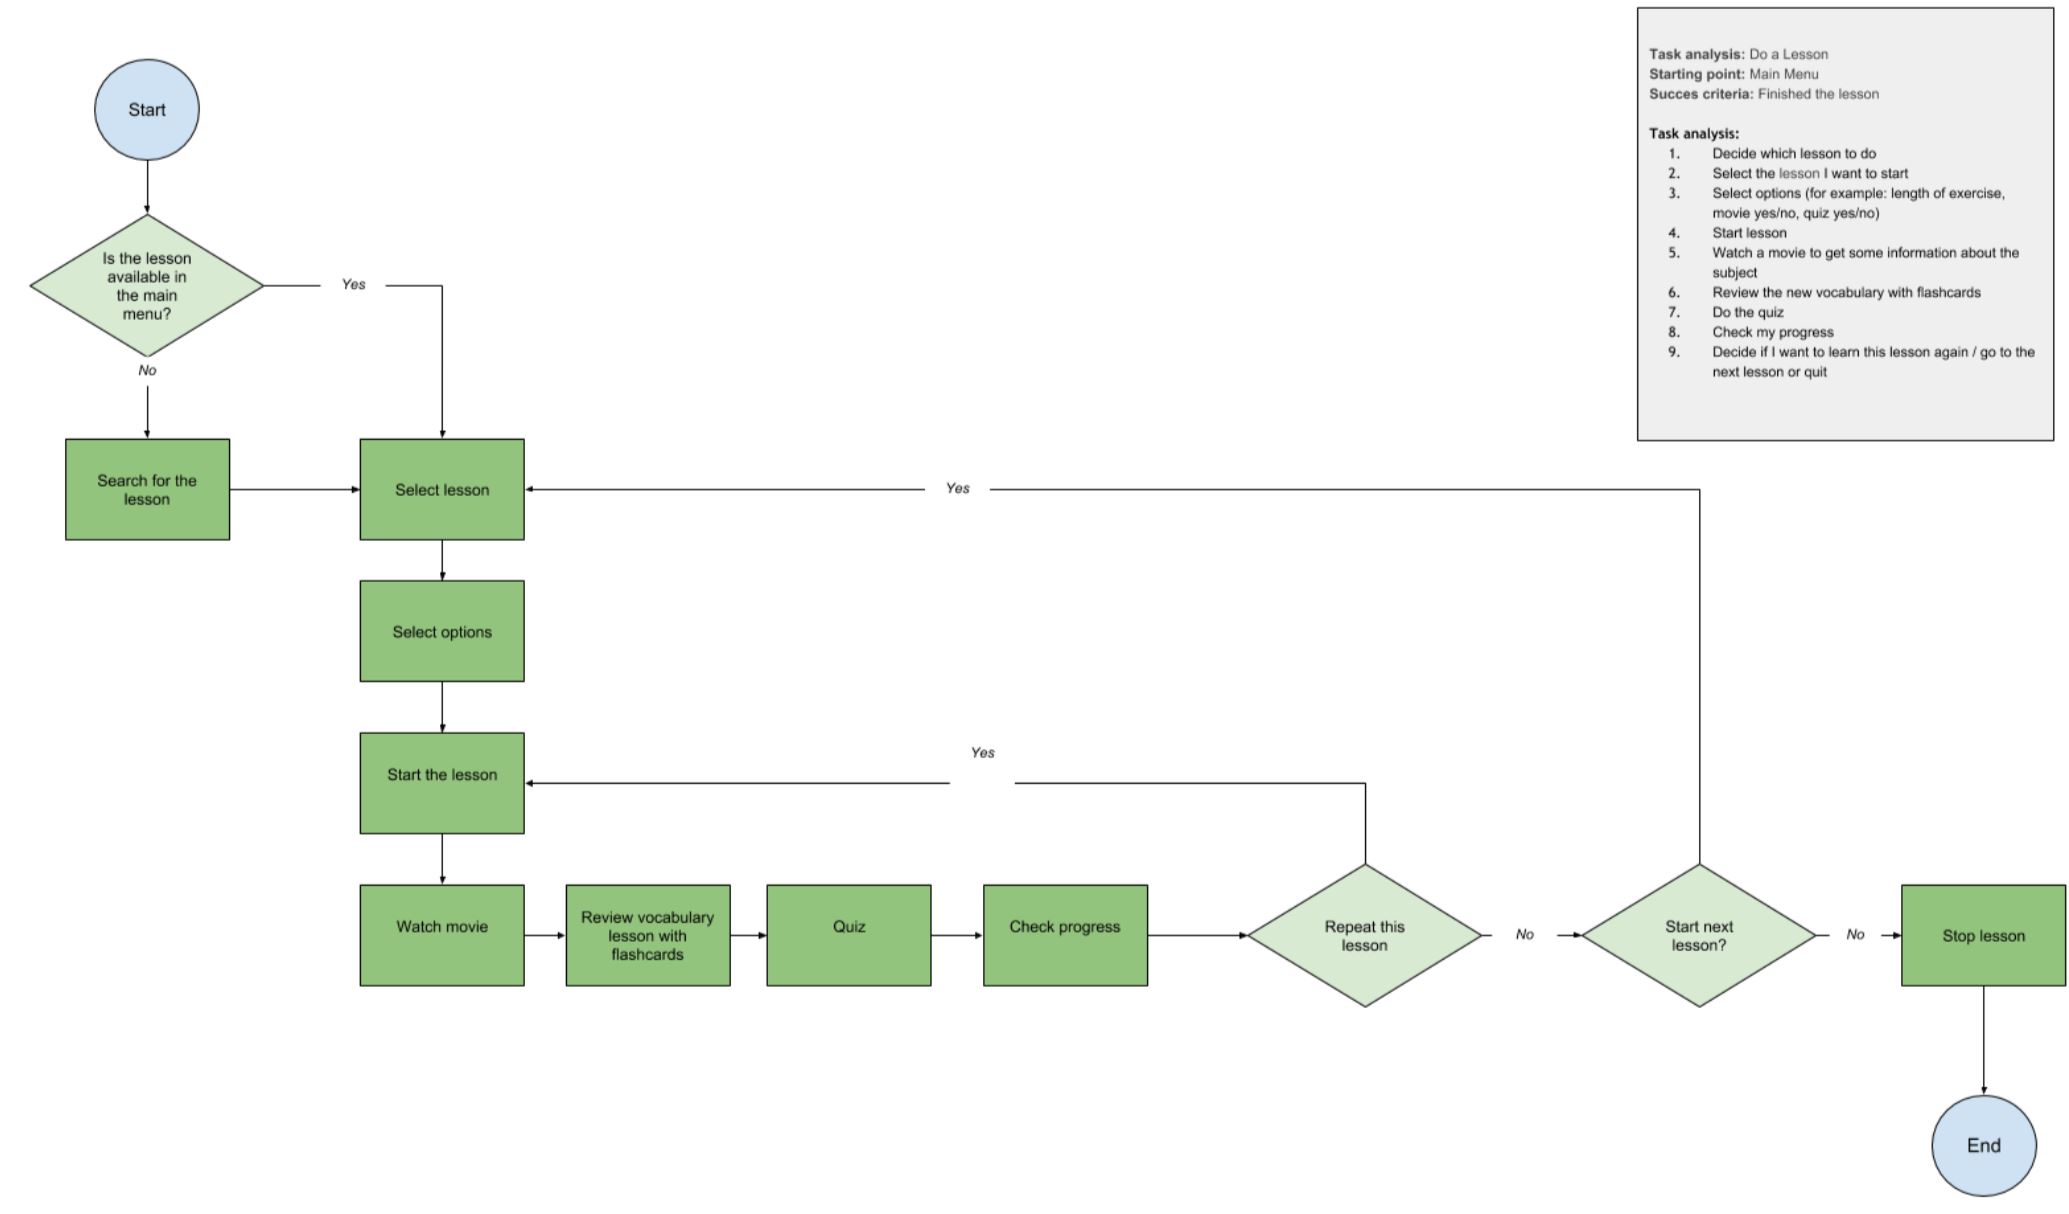 Task analysis: Do a Lesson
Starting point: Main Menu
Succes criteria: Finished the lesson
Task analysis:
1. Decide which lesson to do
2. Select the lesson I want to start
3. Select options (for example: length of exercise,
movie yes/no, quiz yes/no)
4. Start lesson
5. Watch a movie to get some information about the
subject
6. Review the new vocabulary with flashcards
7. Do the quiz
8. Check my progress
9. Decide if I want to learn this lesson again / go to the
next lesson or quit
Start
Is the lesson
available in
the main
menu?
Yes
No
Search for the
lesson
Select lesson
Yes
Select options
Start the lesson
Yes
Watch movie
Review vocabulary
lesson with
flashcards
Quiz
Check progress
Repeat this
lesson
No
Start next
lesson?
No
Stop lesson
End